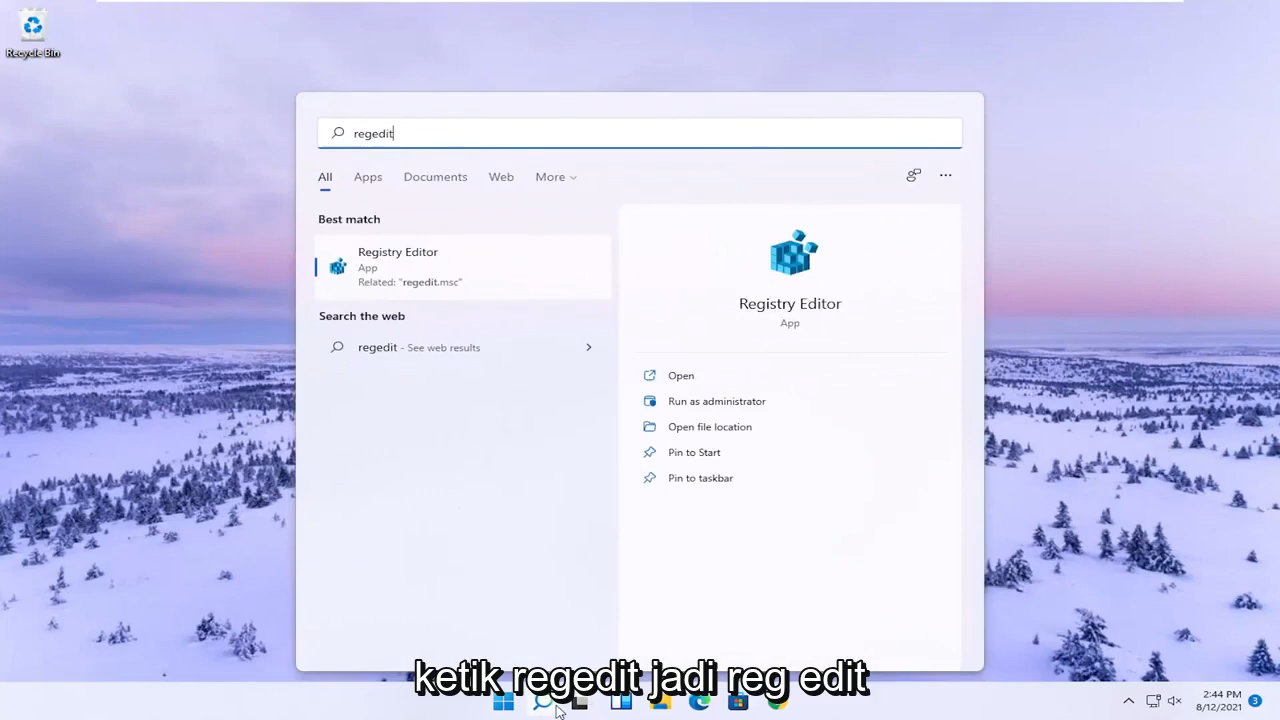 Recycle Bin
regedit
All Apps Documents Web More
Best match
Registry Editor
App
Related: "regedit.msc"
Search the web
regedit - See web results
Registry Editor
App
Open
Run as administrator
Open file location
Pin to Start
Pin to taskbar
ketik regedit jadi reg edit
2:44 PM
8/12/2021
3